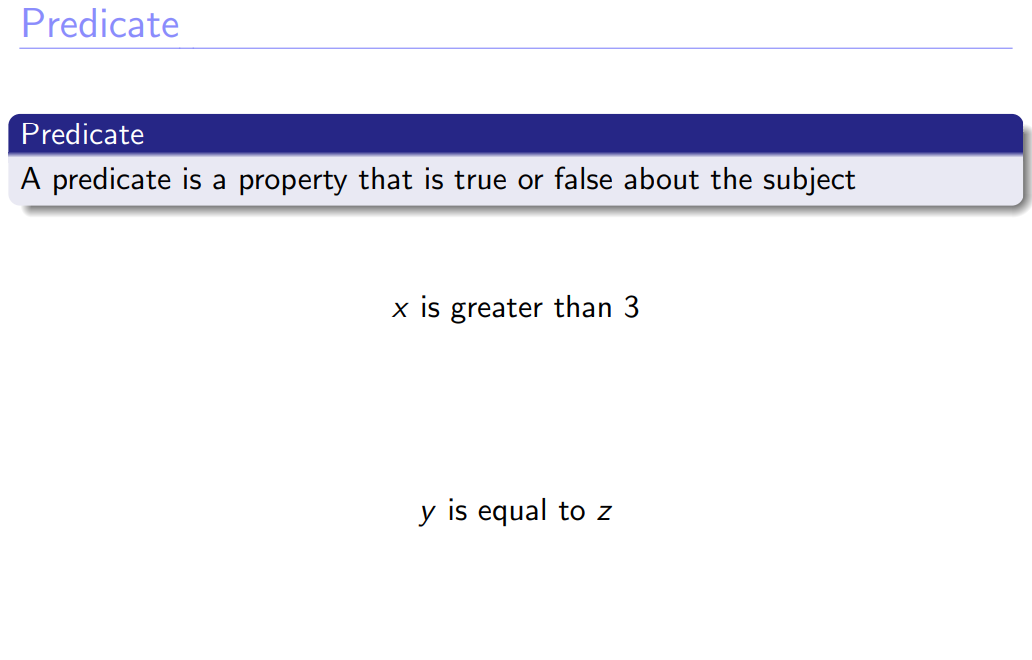 Predicate
Predicate
A predicate is a property that is true or false about the subject
x is greater than 3
y is equal to z